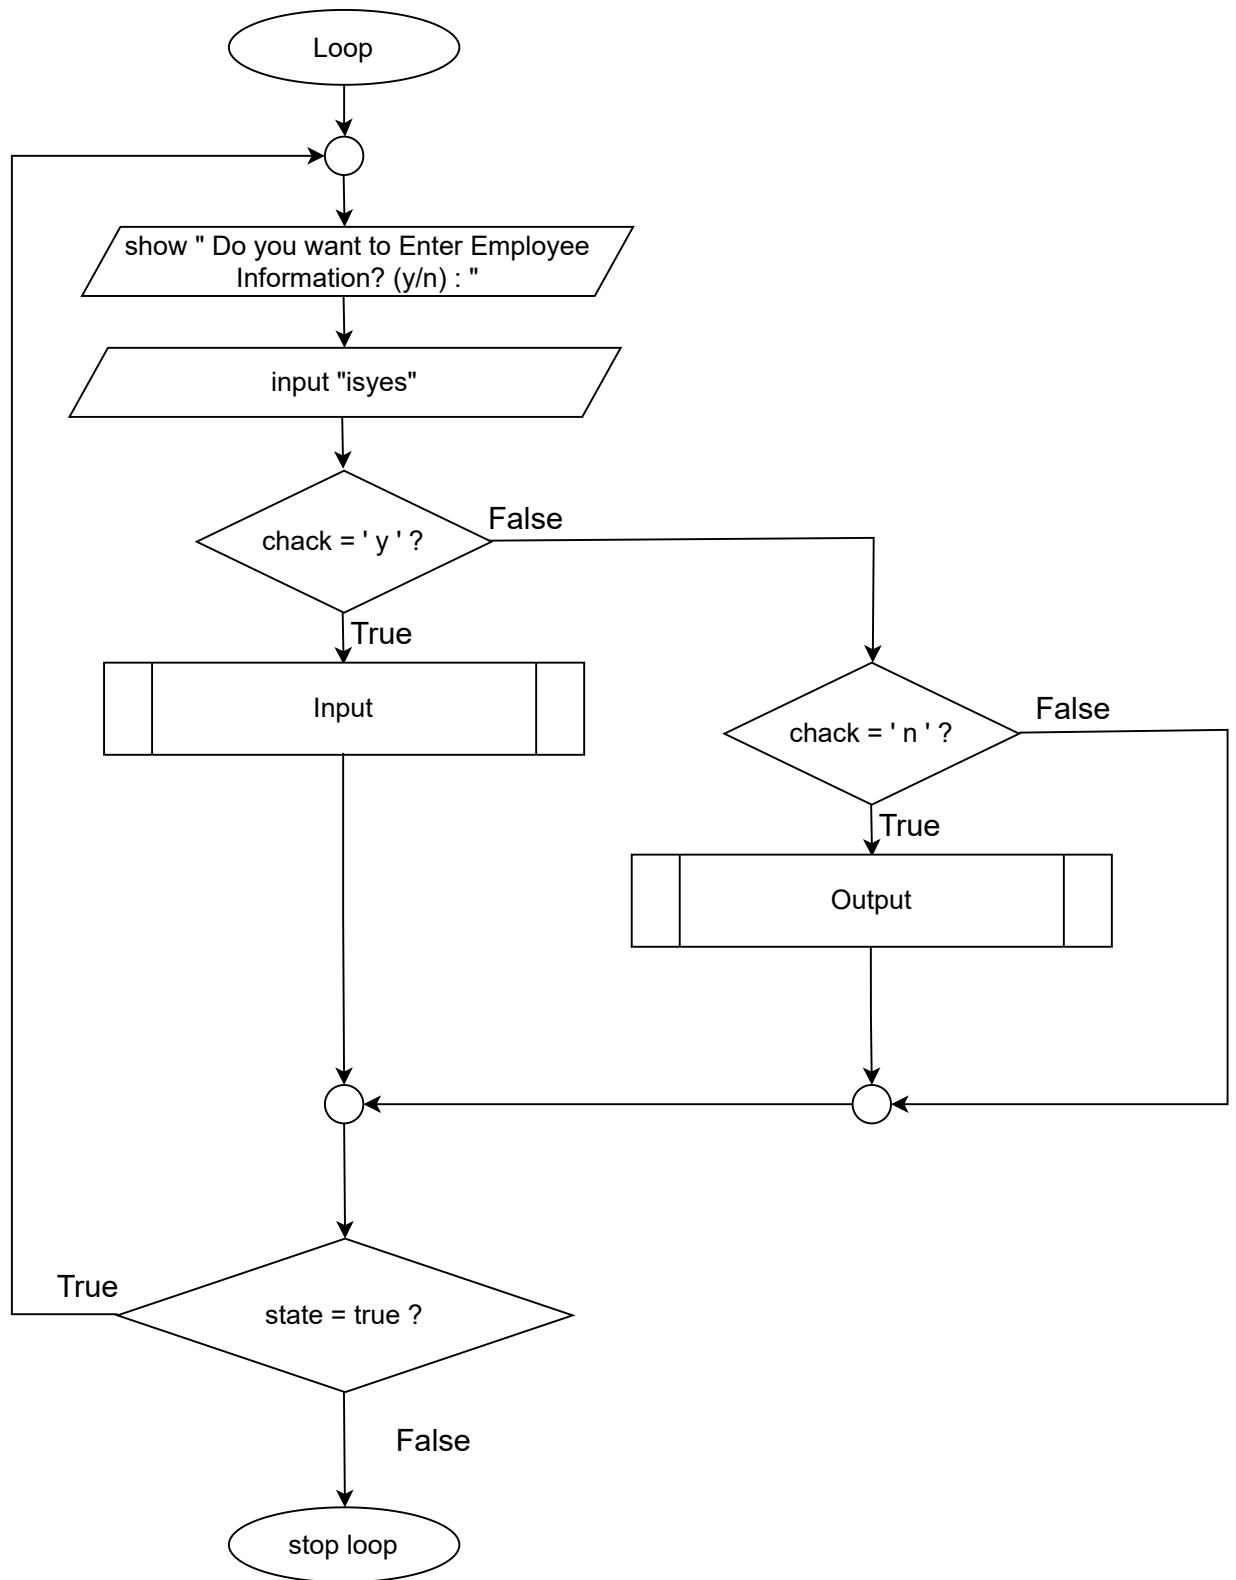 Loop
show " Do you want to Enter Employee
Information? (y/n) : "
input "isyes"
chack = ' y ' ?
False
True
Input
chack = ' n ' ?
False
True
Output
True
state = true ?
False
stop loop